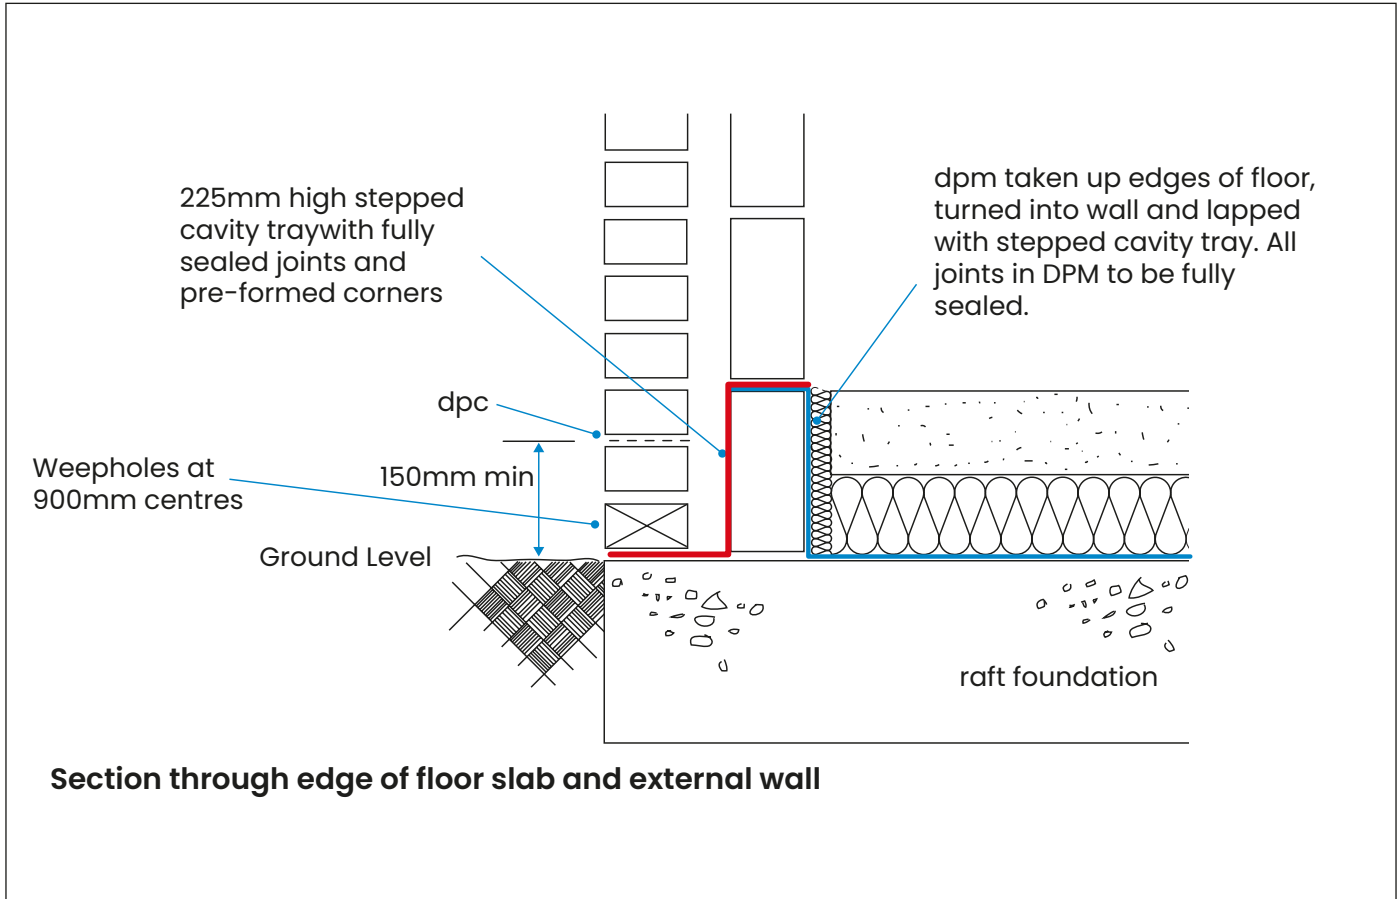 225mm high stepped
cavity traywith fully
sealed joints and
pre-formed corners
dpm taken up edges of floor,
turned into wall and lapped
with stepped cavity tray. All
joints in DPM to be fully
sealed.
dpc
Weepholes at
900mm centres
150mm min
Ground Level
raft foundation
Section through edge of floor slab and external wall